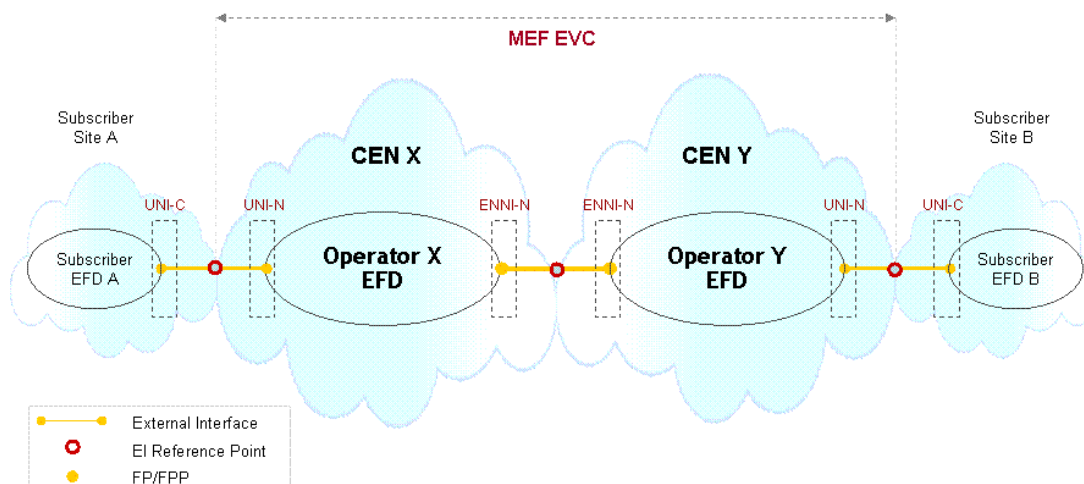 MEF EVC
Subscriber
Site A
Subscriber
Site B
CEN X
CEN Y
UNI-C
UNI-N
ENNI-N
ENNI-N
UNI-N
UNI-C
Subscriber
EFD A
Operator X
EFD
Operator Y
EFD
Subscriber
EFD B
External Interface
EI Reference Point
FP/FPP